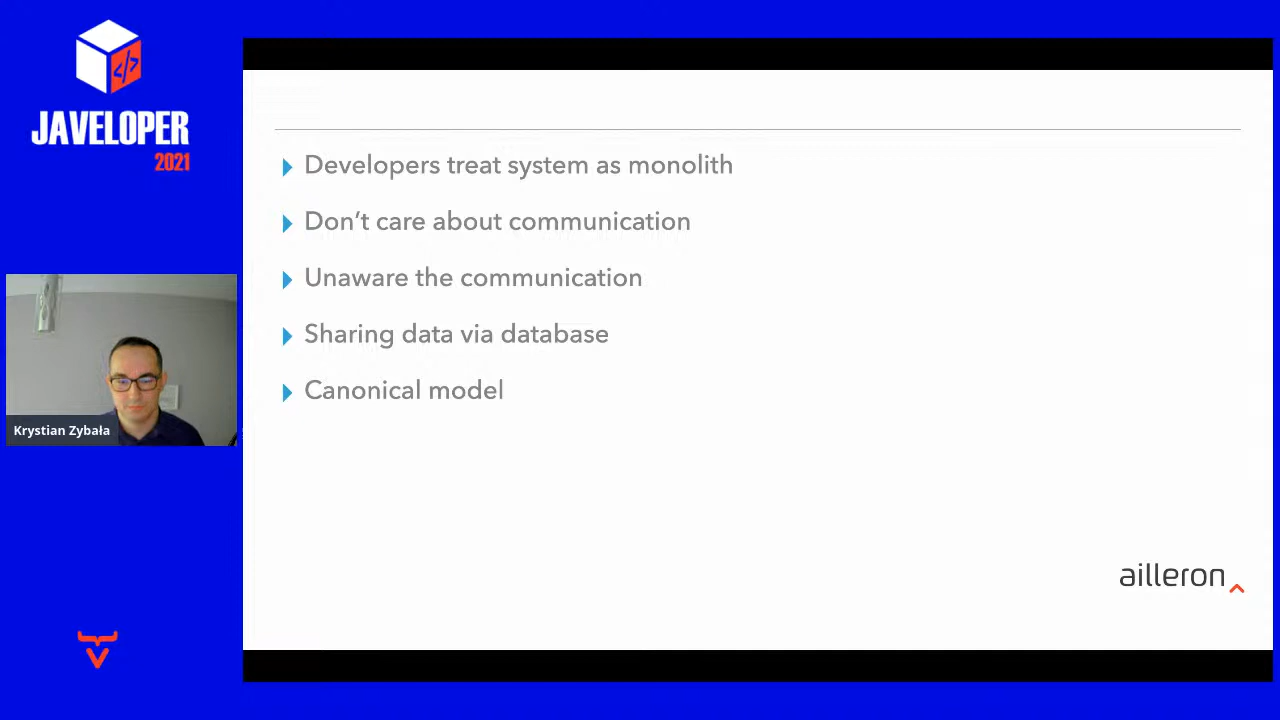 </>
JAVELOPER
2021
Developers treat system as monolith
Don’t care about communication
Unaware the communication
Sharing data via database
Canonical model
Krystian Zybała
ailleron